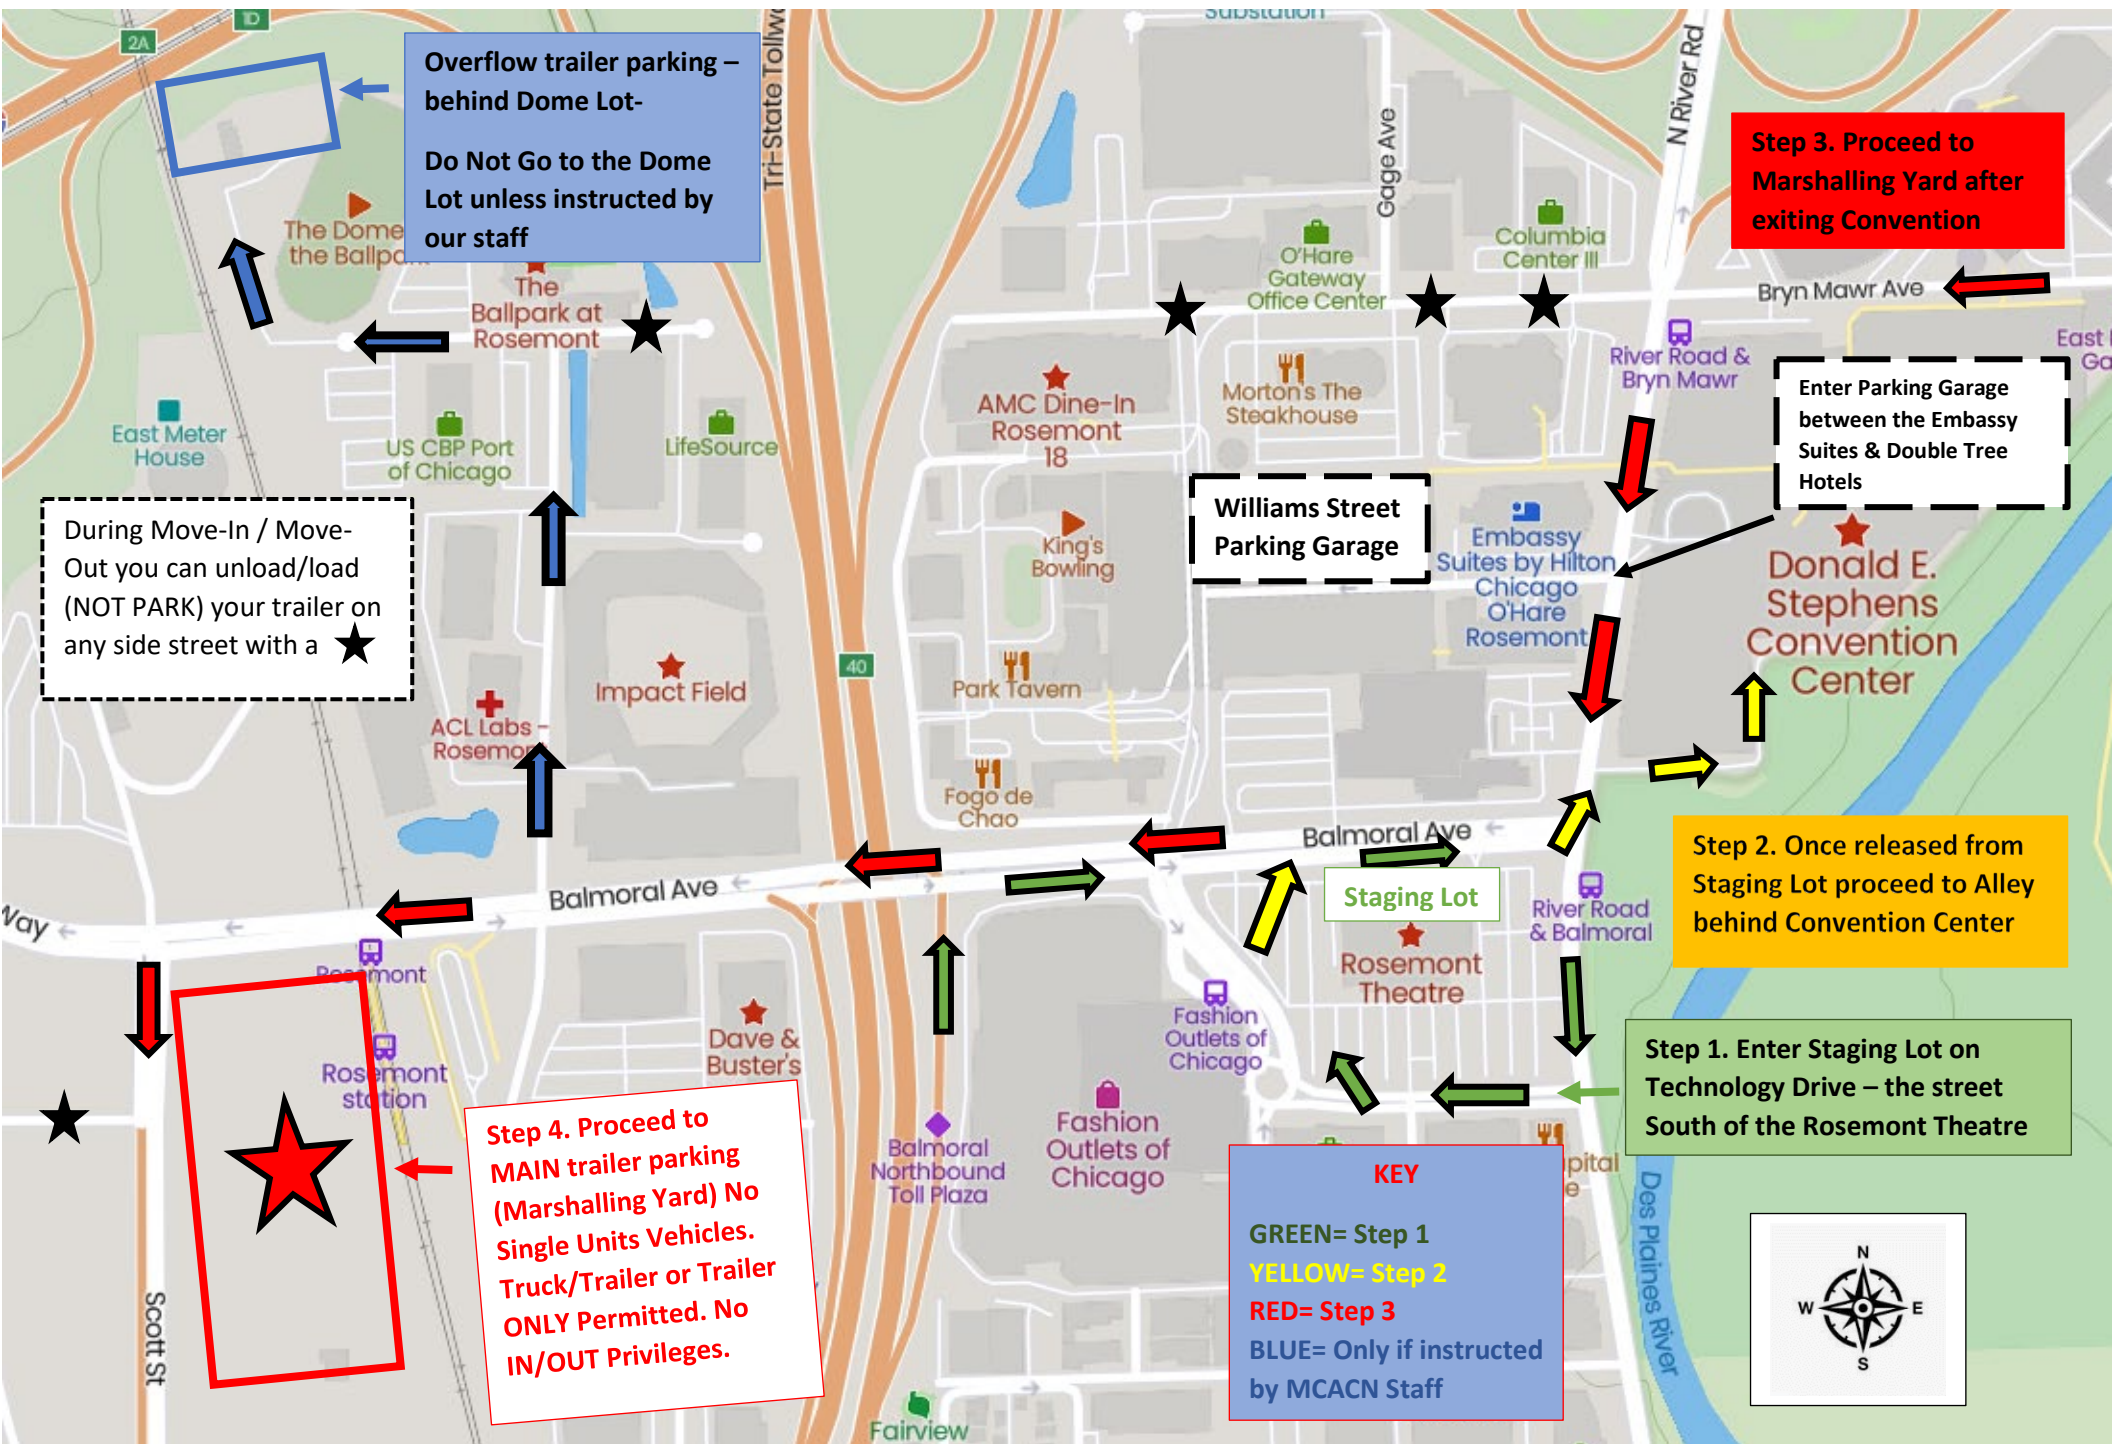 Substation
1D
2A
Overflow trailer parking –
behind Dome Lot-
Do Not Go to the Dome
Lot unless instructed by
our staff
Tri-State Tollw
Gage Ave
N River Rd
Step 3. Proceed to
Marshalling Yard after
exiting Convention
The Dome
the Ballpark
The
Ballpark at
Rosemont
O'Hare
Gateway
Office Center
Columbia
Center III
Bryn Mawr Ave
River Road &
Bryn Mawr
East
Ga
Enter Parking Garage
between the Embassy
Suites & Double Tree
Hotels
AMC Dine-In
Rosemont
18
Morton's The
Steakhouse
East Meter
House
US CBP Port
of Chicago
LifeSource
During Move-In / Move-
Out you can unload/load
(NOT PARK) your trailer on
any side street with a
Williams Street
Parking Garage
King's
Bowling
Embassy
Suites by Hilton
Chicago
O'Hare
Rosemont
Donald E.
Stephens
Convention
Center
40
Impact Field
Park Tavern
ACL Labs –
Rosemont
Fogo de
Chao
Balmoral Ave
Staging Lot
Step 2. Once released from
Staging Lot proceed to Alley
behind Convention Center
Balmoral Ave
Way
River Road
& Balmoral
Rosemont
Theatre
Rosemont
Rosemont
station
Dave &
Buster's
Fashion
Outlets of
Chicago
Step 1. Enter Staging Lot on
Technology Drive – the street
South of the Rosemont Theatre
Step 4. Proceed to
MAIN trailer parking
(Marshalling Yard) No
Single Units Vehicles.
Truck/Trailer or Trailer
ONLY Permitted. No
IN/OUT Privileges.
Balmoral
Northbound
Toll Plaza
Fashion
Outlets of
Chicago
pital
e
KEY
GREEN= Step 1
YELLOW= Step 2
RED= Step 3
BLUE= Only if instructed
by MCACN Staff
Des Plaines River
Scott St
Fairview
N
W E
S